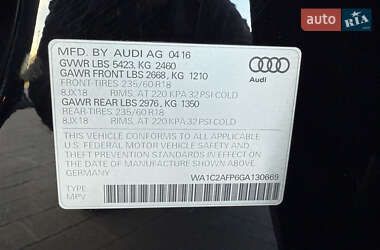 auto RIA.com
MFD. BY AUDI AG 04 16
GVWR LBS 5423, KG 2460
GAWR FRONT LBS 2668, KG 1210
FRONT-TIRES 235/60 R18
8JX18 RIMS, AT 220 KPA/32 PSI COLD
GAWR REAR LBS 2976, KG 1350
REAR-TIRES 235/60 R18
8JX18 RIMS, AT 220 KPA/32 PSI COLD
Audi
THIS VEHICLE CONFORMS TO ALL APPLICABLE
U.S. FEDERAL MOTOR VEHICLE SAFETY AND
THEFT PREVENTION STANDARDS IN EFFECT ON THE
DATE OF MANUFACTURE SHOWN ABOVE.
GERMANY
TYPE: WA1C2AFP6GA130669
MPV